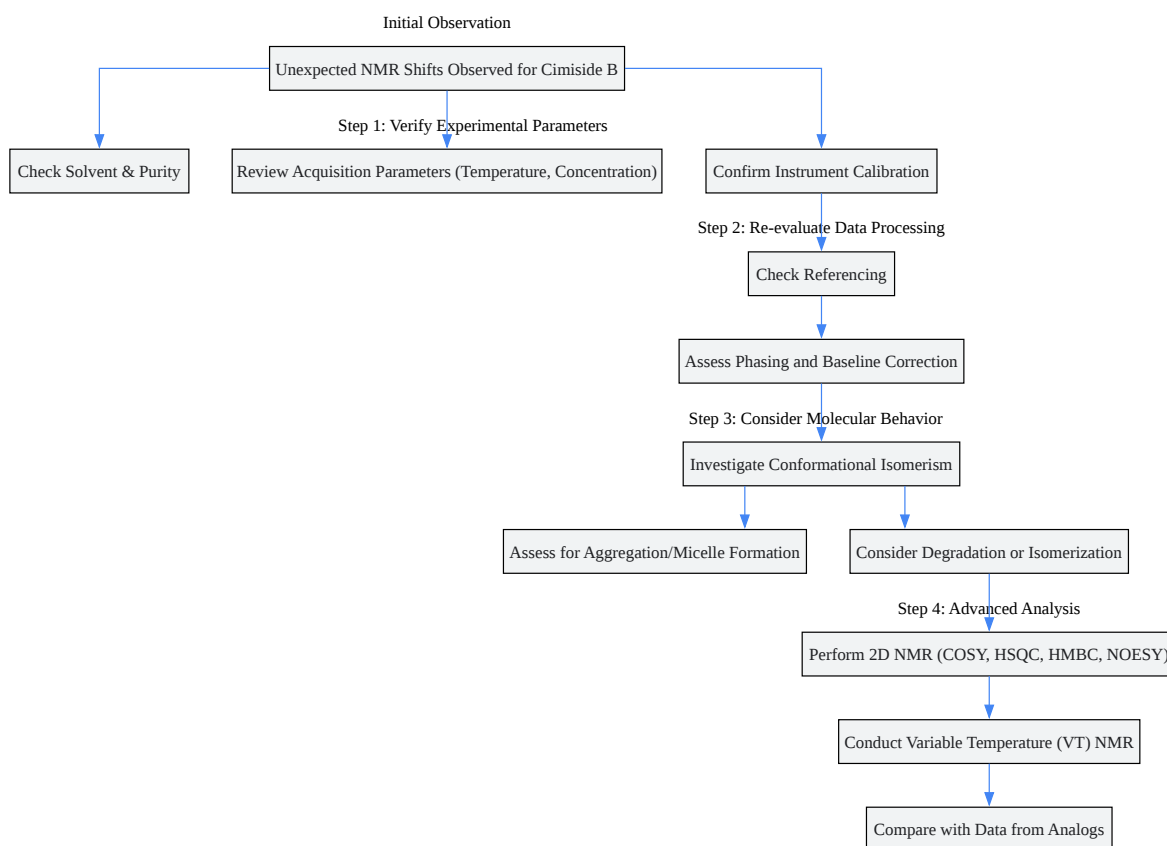 Initial Observation
Unexpected NMR Shifts Observed for Cimiside B
Step 1: Verify Experimental Parameters
Check Solvent & Purity
Review Acquisition Parameters (Temperature, Concentration)
Confirm Instrument Calibration
Step 2: Re-evaluate Data Processing
Check Referencing
Assess Phasing and Baseline Correction
Step 3: Consider Molecular Behavior
Investigate Conformational Isomerism
Assess for Aggregation/Micelle Formation
Consider Degradation or Isomerization
Step 4: Advanced Analysis
Perform 2D NMR (COSY, HSQC, HMBC, NOESY)
Conduct Variable Temperature (VT) NMR
Compare with Data from Analogs